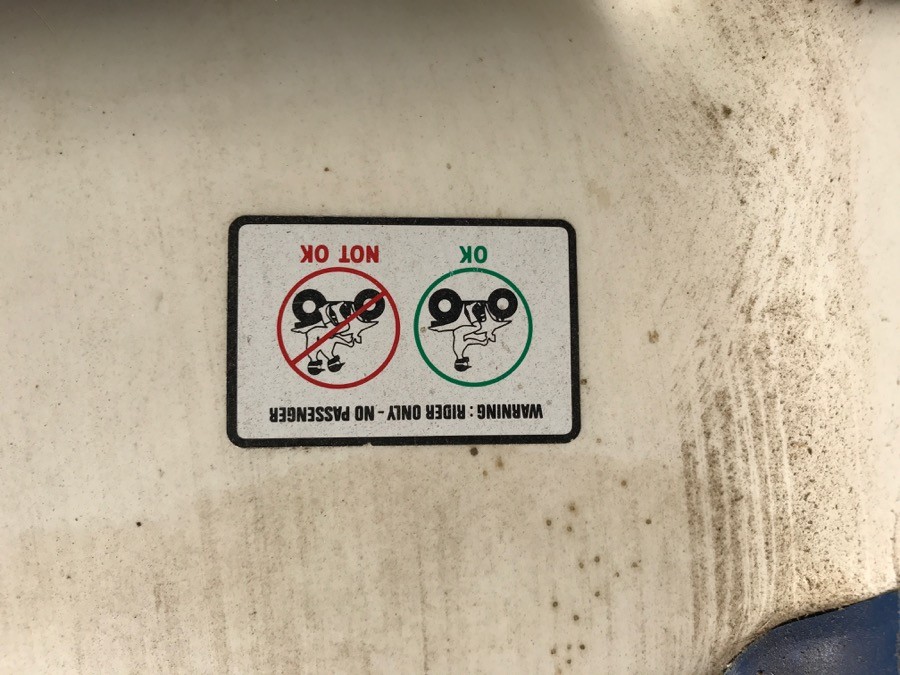 WARNING : RIDER ONLY - NO PASSENGER
OK
NOT OK